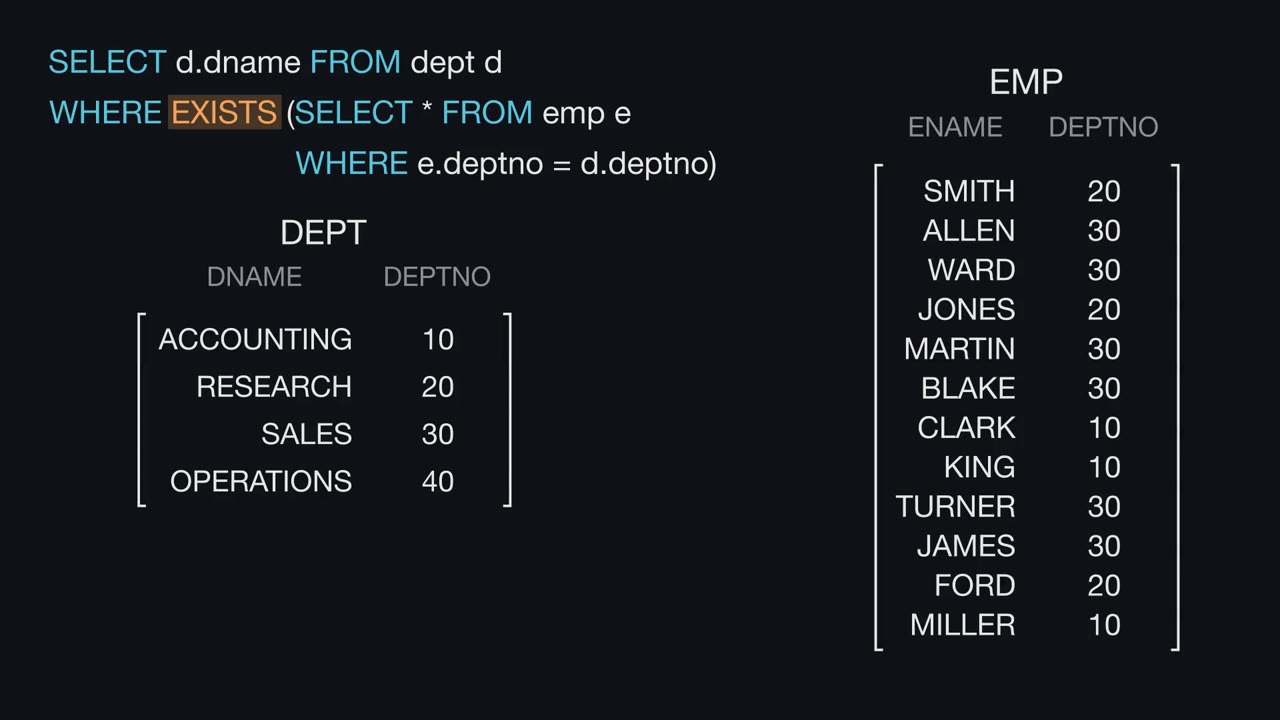 SELECT d.dname FROM dept d
WHERE EXISTS (SELECT * FROM emp e
WHERE e.deptno = d.deptno)
DEPT
DNAME DEPTNO
ACCOUNTING 10
RESEARCH 20
SALES 30
OPERATIONS 40
EMP
ENAME DEPTNO
SMITH 20
ALLEN 30
WARD 30
JONES 20
MARTIN 30
BLAKE 30
CLARK 10
KING 10
TURNER 30
JAMES 30
FORD 20
MILLER 10